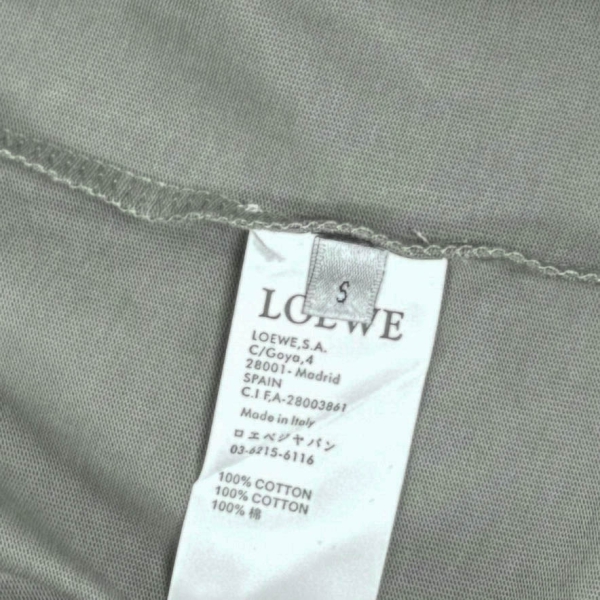 S
LOEWE
LOEWE,S.A.
C/Goya,4
28001- Madrid
SPAIN
C.I F,A-28003861
Made in Italy
ロエベジャパン
03-6215-6116
100% COTTON
100% COTTON
100% 棉